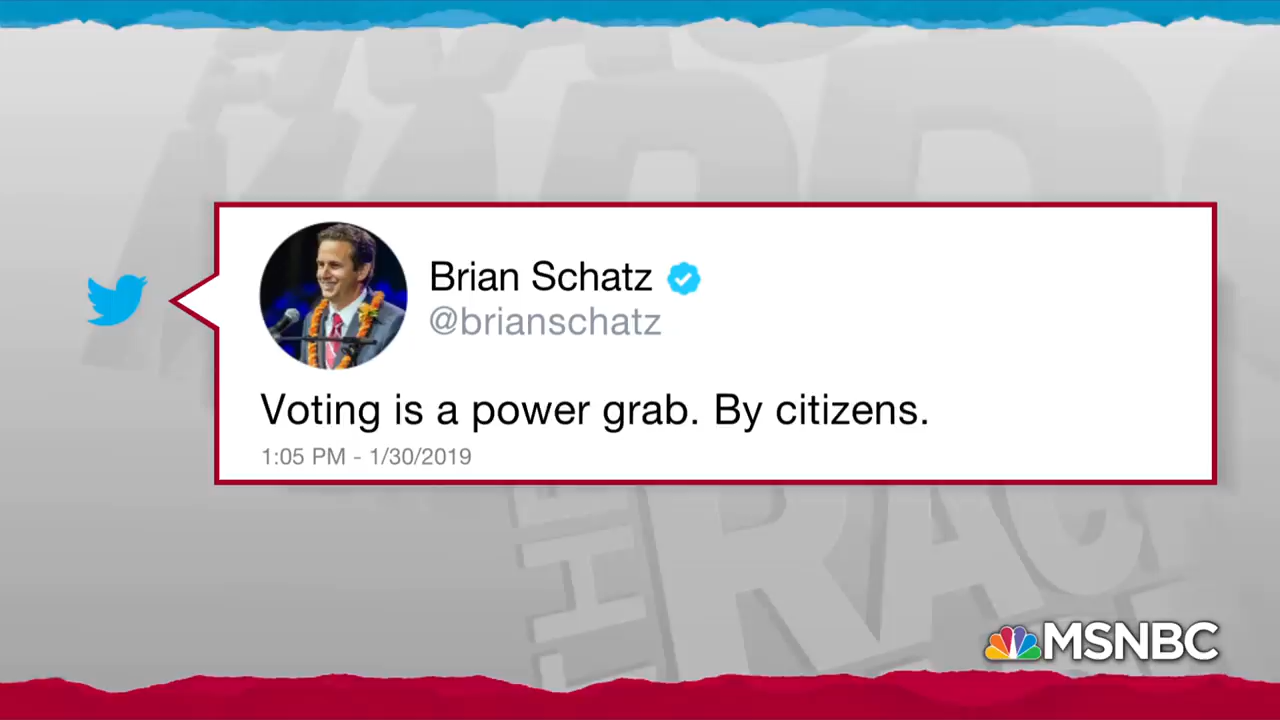 Brian Schatz
@brianschatz
Voting is a power grab. By citizens.
1:05 PM - 1/30/2019
MSNBC